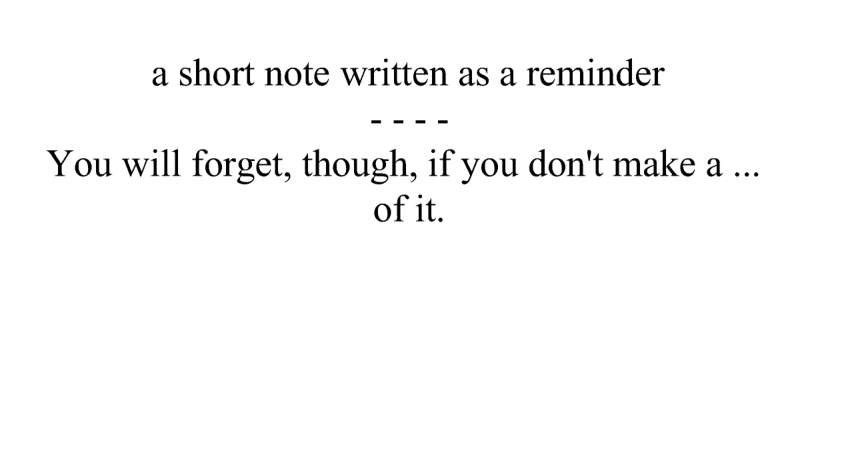 a short note written as a reminder
- - - -
You will forget, though, if you don't make a ...
of it.